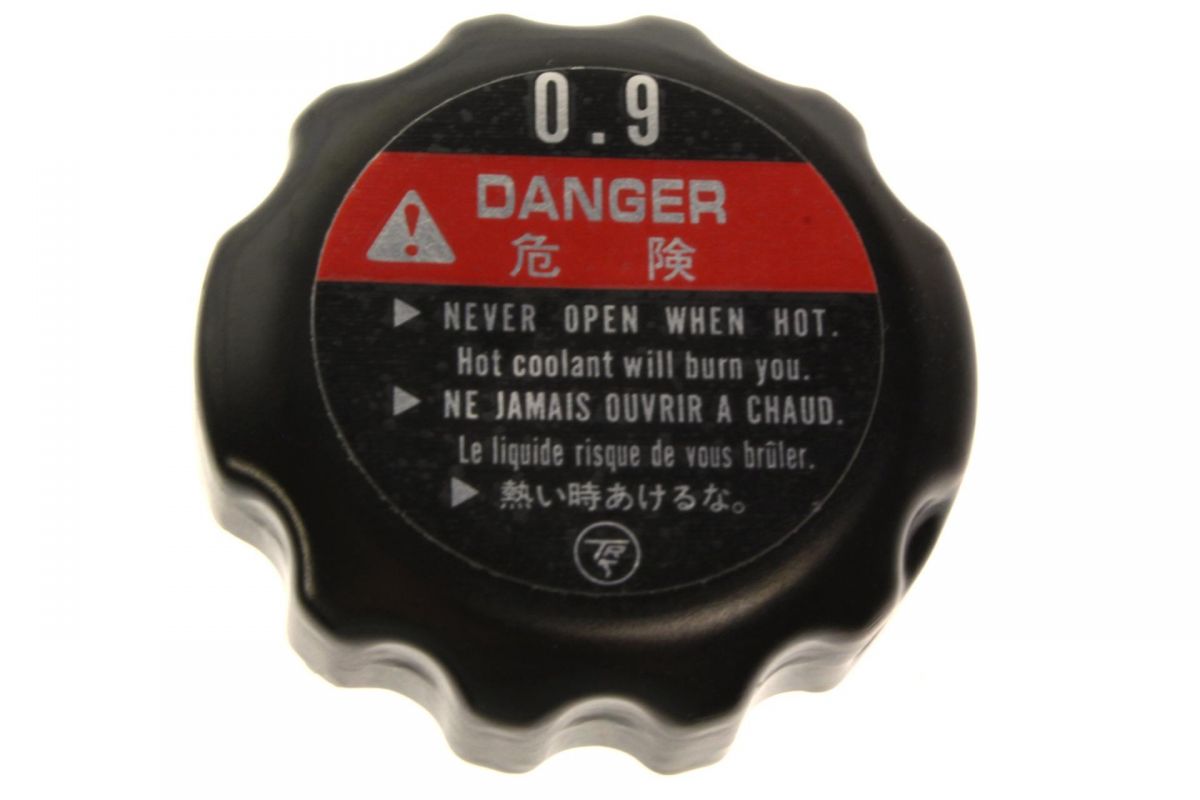 0.9
DANGER
危険
NEVER OPEN WHEN HOT.
Hot coolant will burn you.
NE JAMAIS OUVRIR A CHAUD.
Le liquide risque de vous brûler.
熱い時あけるな。